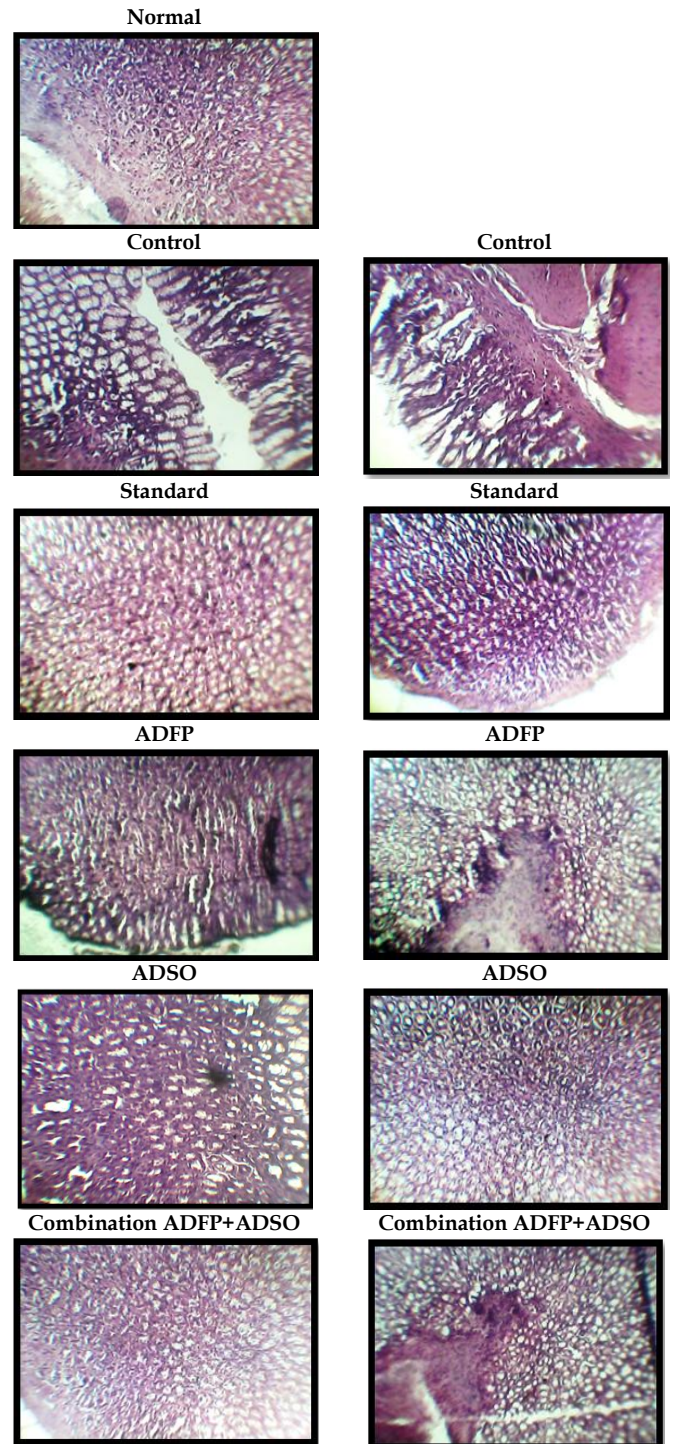 Normal
Control
Control
Standard
Standard
ADFP
ADFP
ADSO
ADSO
Combination ADFP+ADSO
Combination ADFP+ADSO